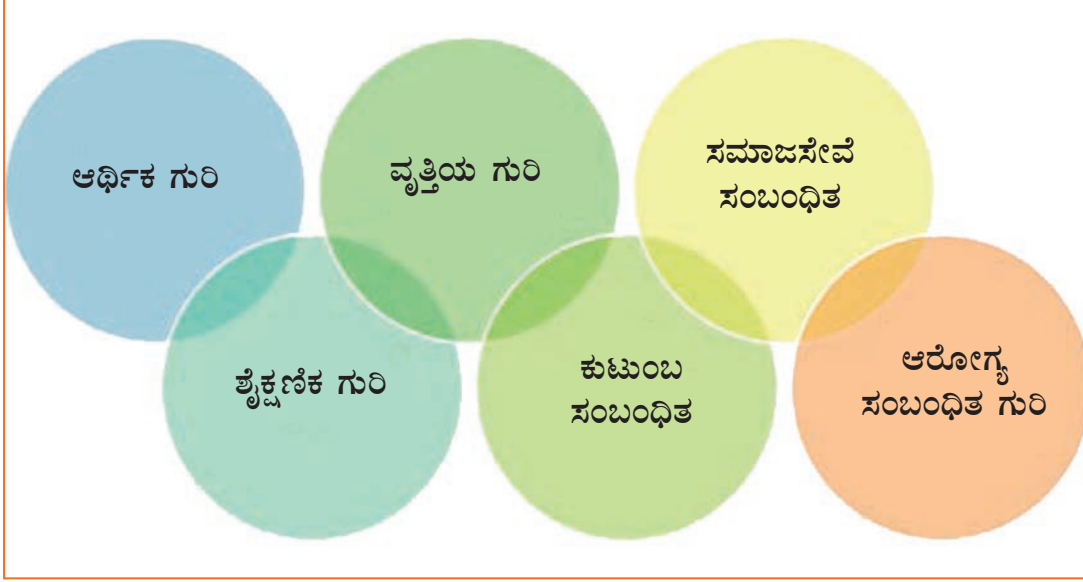 ಆರ್ಥಿಕ ಗುರಿ
ವೃತ್ತಿಯ ಗುರಿ
ಸಮಾಜಸೇವೆ
ಸಂಬಂಧಿತ
ಶೈಕ್ಷಣಿಕ ಗುರಿ
ಕುಟುಂಬ
ಸಂಬಂಧಿತ
ಆರೋಗ್ಯ
ಸಂಬಂಧಿತ ಗುರಿ